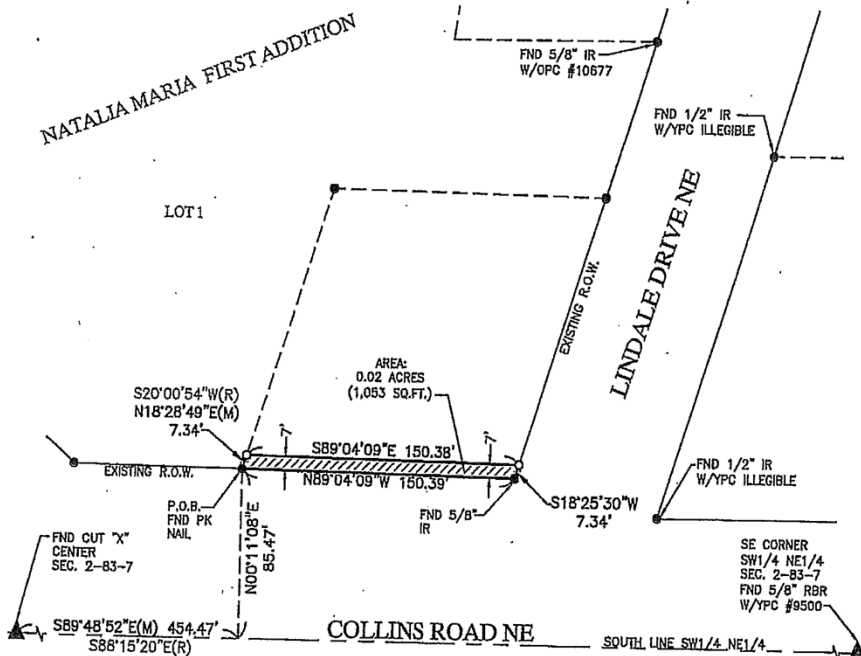 FND 5/8" IR
W/OPC #10677
NATALIA MARIA FIRST ADDITION
FND 1/2" IR
W/YPC ILLEGIBLE
LOT 1
LINDALE DRIVE NE
EXISTING R.O.W.
AREA:
0.02 ACRES
(1,053 SQ.FT.)
S20°00'54"W(R)
N18°28'49"E(M)
7.34'
7'
7'
S89°04'09"E 150.38'
EXISTING R.O.W.
N89°04'09"W 150.39'
FND 1/2" IR
W/YPC ILLEGIBLE
P.O.B.
FND PK
NAIL
FND 5/8"
IR
S18°25'30"W
7.34'
N00°11'08"E
85.47'
FND CUT "X"
CENTER
SEC. 2-83-7
SE CORNER
SW1/4 NE1/4
SEC. 2-83-7
FND 5/8" RBR
W/YPC #9500
S89°48'52"E(M) 454.47'
S88°15'20"E(R)
COLLINS ROAD NE
SOUTH LINE SW1/4 NE1/4